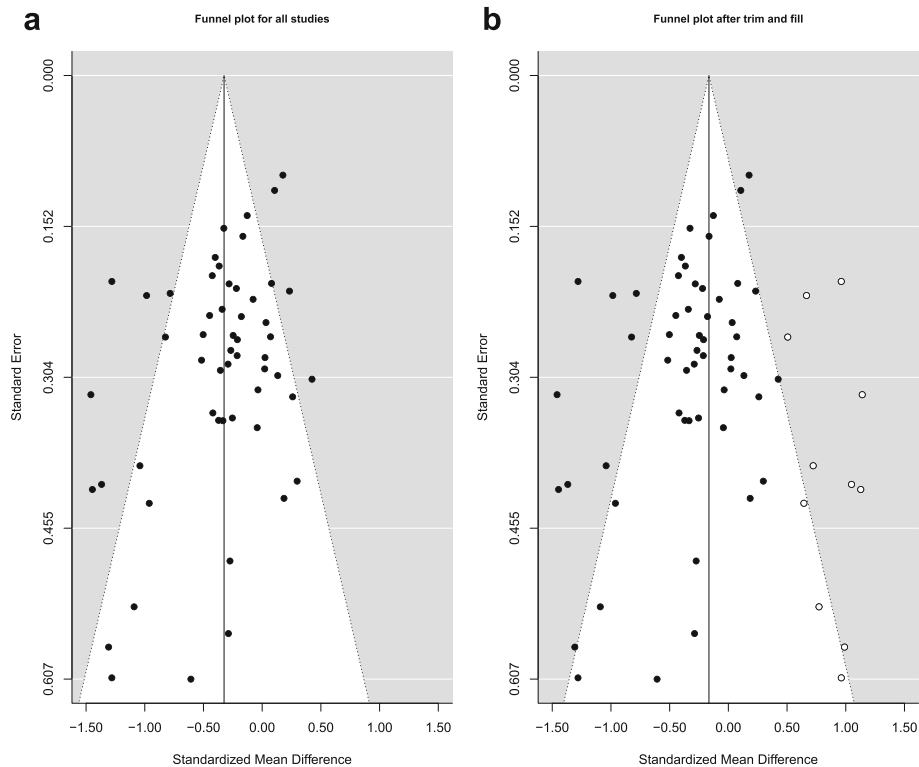 a
Funnel plot for all studies
0.000
0.152
0.304
0.455
0.607
Standard Error
−1.50 −1.00 −0.50 0.00 0.50 1.00 1.50
Standardized Mean Difference
b
Funnel plot after trim and fill
0.000
0.152
0.304
0.455
0.607
Standard Error
−1.50 −1.00 −0.50 0.00 0.50 1.00 1.50
Standardized Mean Difference